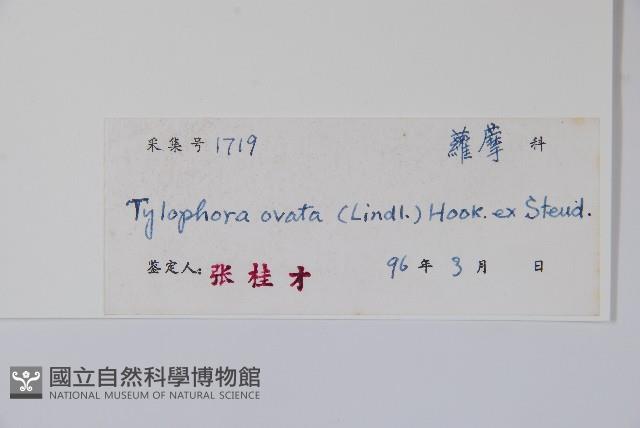 采集号 1719 蘿藦 科
Tylophora ovata (Lindl.) Hook. ex Steud.
鉴定人: 张桂才 96 年 3 月 日
國立自然科學博物館
NATIONAL MUSEUM OF NATURAL SCIENCE